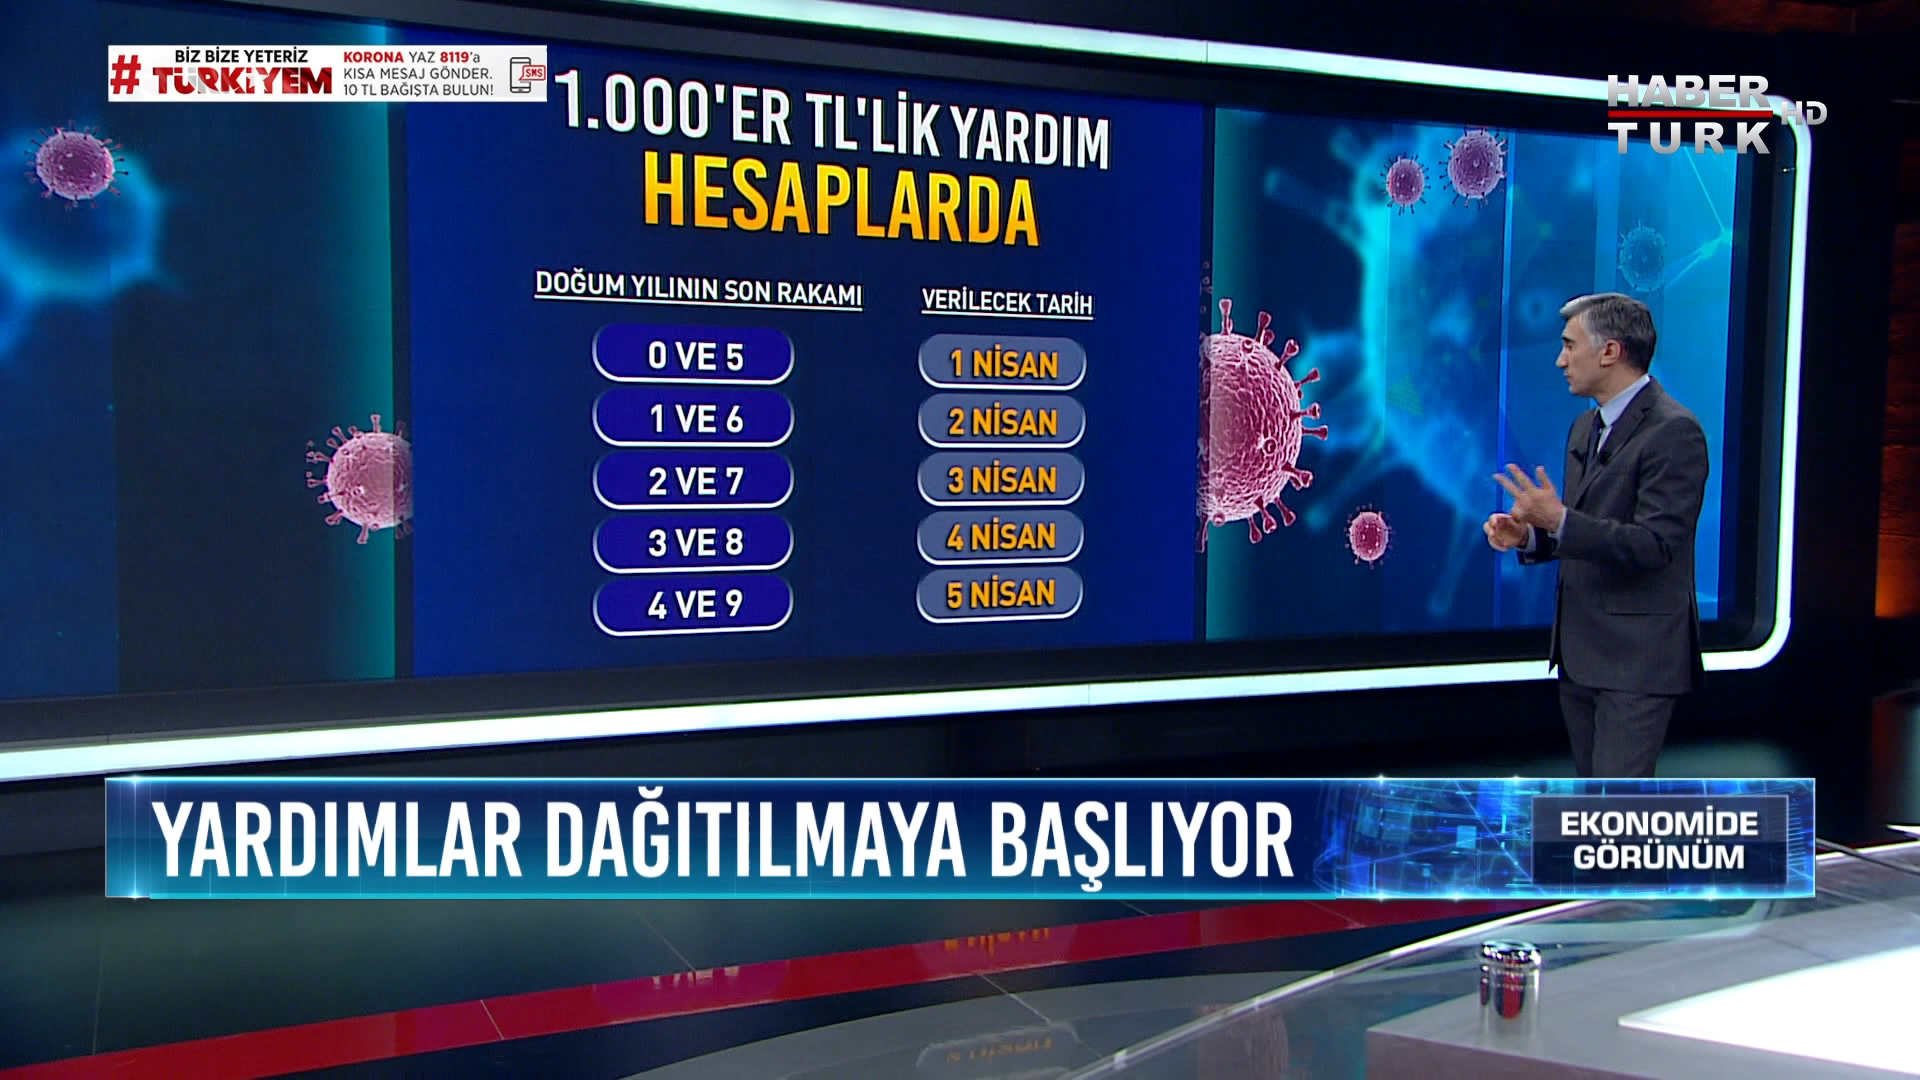 # BİZ BİZE YETERİZ
TÜRKİYEM
KORONA YAZ 8119'a
KISA MESAJ GÖNDER,
10 TL BAĞIŞTA BULUN!
SMS
HABER
TURK
HD
1.000'ER TL'LİK YARDIM
HESAPLARDA
DOĞUM YILININ SON RAKAMI VERİLECEK TARİH
0 VE 5 1 NİSAN
1 VE 6 2 NİSAN
2 VE 7 3 NİSAN
3 VE 8 4 NİSAN
4 VE 9 5 NİSAN
YARDIMLAR DAĞITILMAYA BAŞLIYOR
EKONOMİDE
GÖRÜNÜM